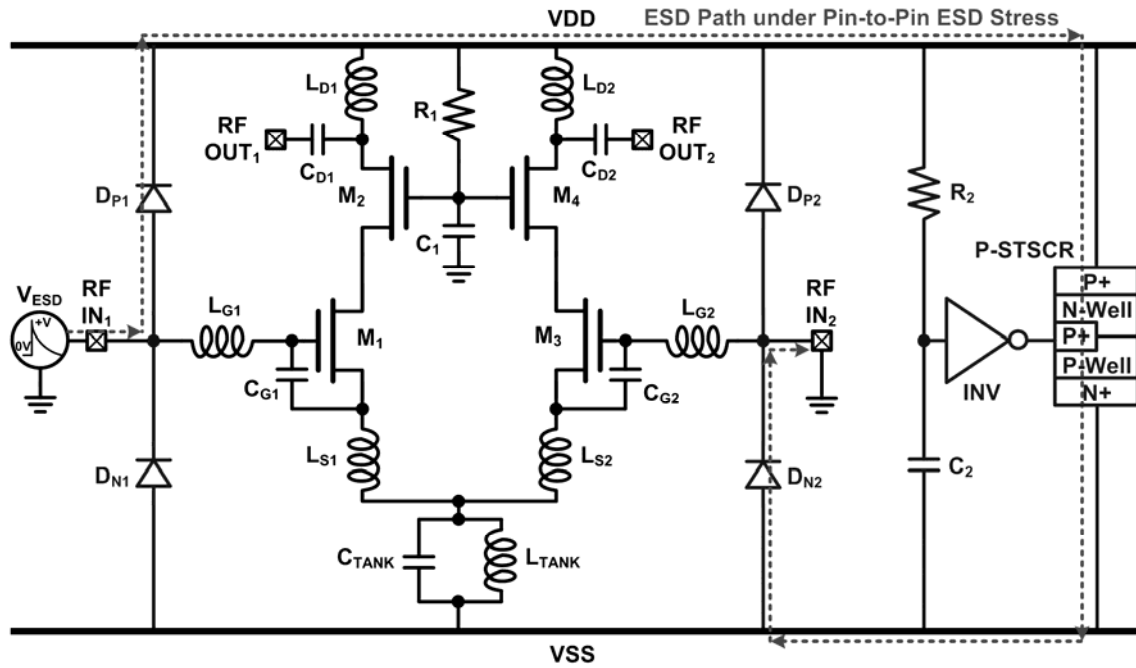 VDD
ESD Path under Pin-to-Pin ESD Stress
LD1
LD2
R1
RF
OUT1
CD1
RF
OUT2
CD2
DP1
M2
M4
DP2
R2
C1
P-STSCR
VESD
+V
0V
RF
IN1
LG1
M1
M3
LG2
RF
IN2
P+
N-Well
P+
P-Well
N+
INV
CG1
CG2
LS1
LS2
DN1
DN2
C2
CTANK
LTANK
VSS